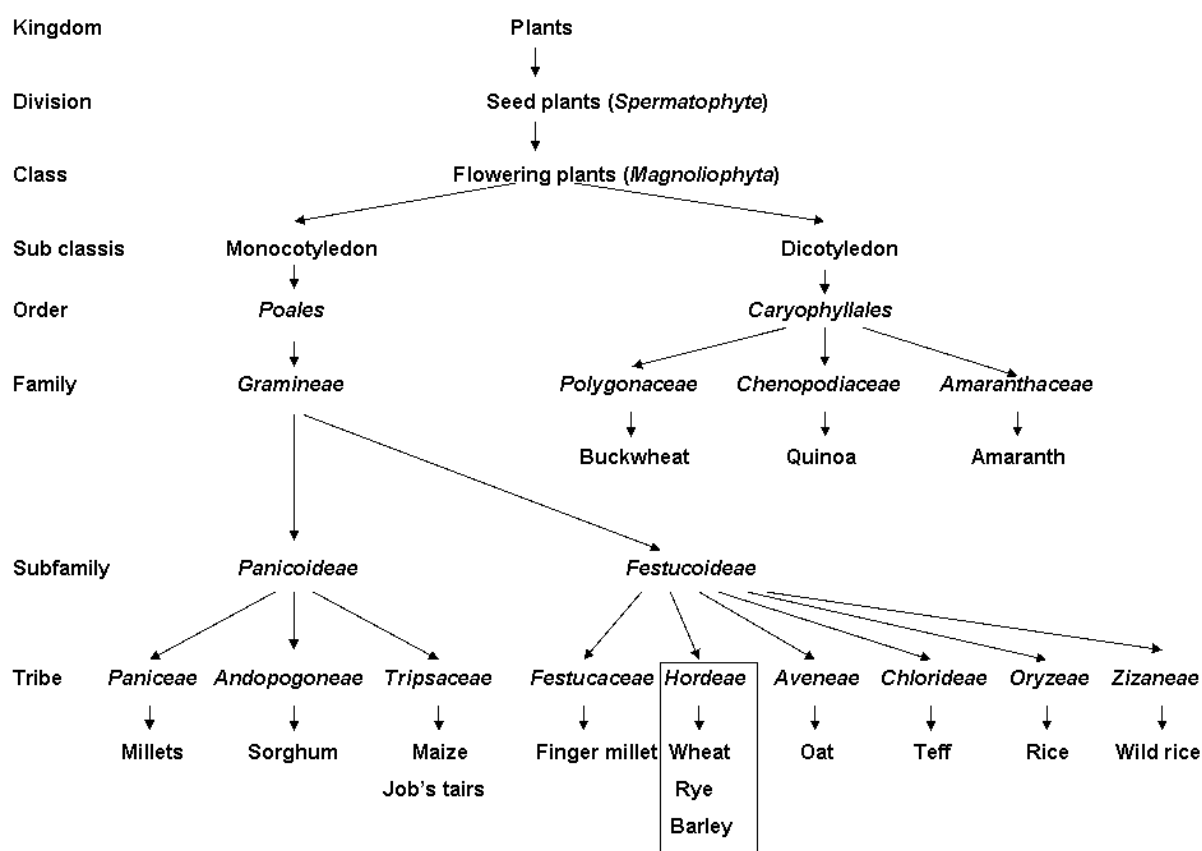 Kingdom Plants
Division Seed plants (Spermatophyte)
Class Flowering plants (Magnoliophyta)
Sub classis Monocotyledon Dicotyledon
Order Poales Caryophyllales
Family Gramineae Polygonaceae Chenopodiaceae Amaranthaceae
Buckwheat Quinoa Amaranth
Subfamily Panicoideae Festucoideae
Tribe Paniceae Andopogoneae Tripsaceae Festucaceae Hordeae Aveneae Chlorideae Oryzeae Zizaneae
Millets Sorghum Maize Finger millet Wheat Oat Teff Rice Wild rice
Job's tairs Rye
Barley